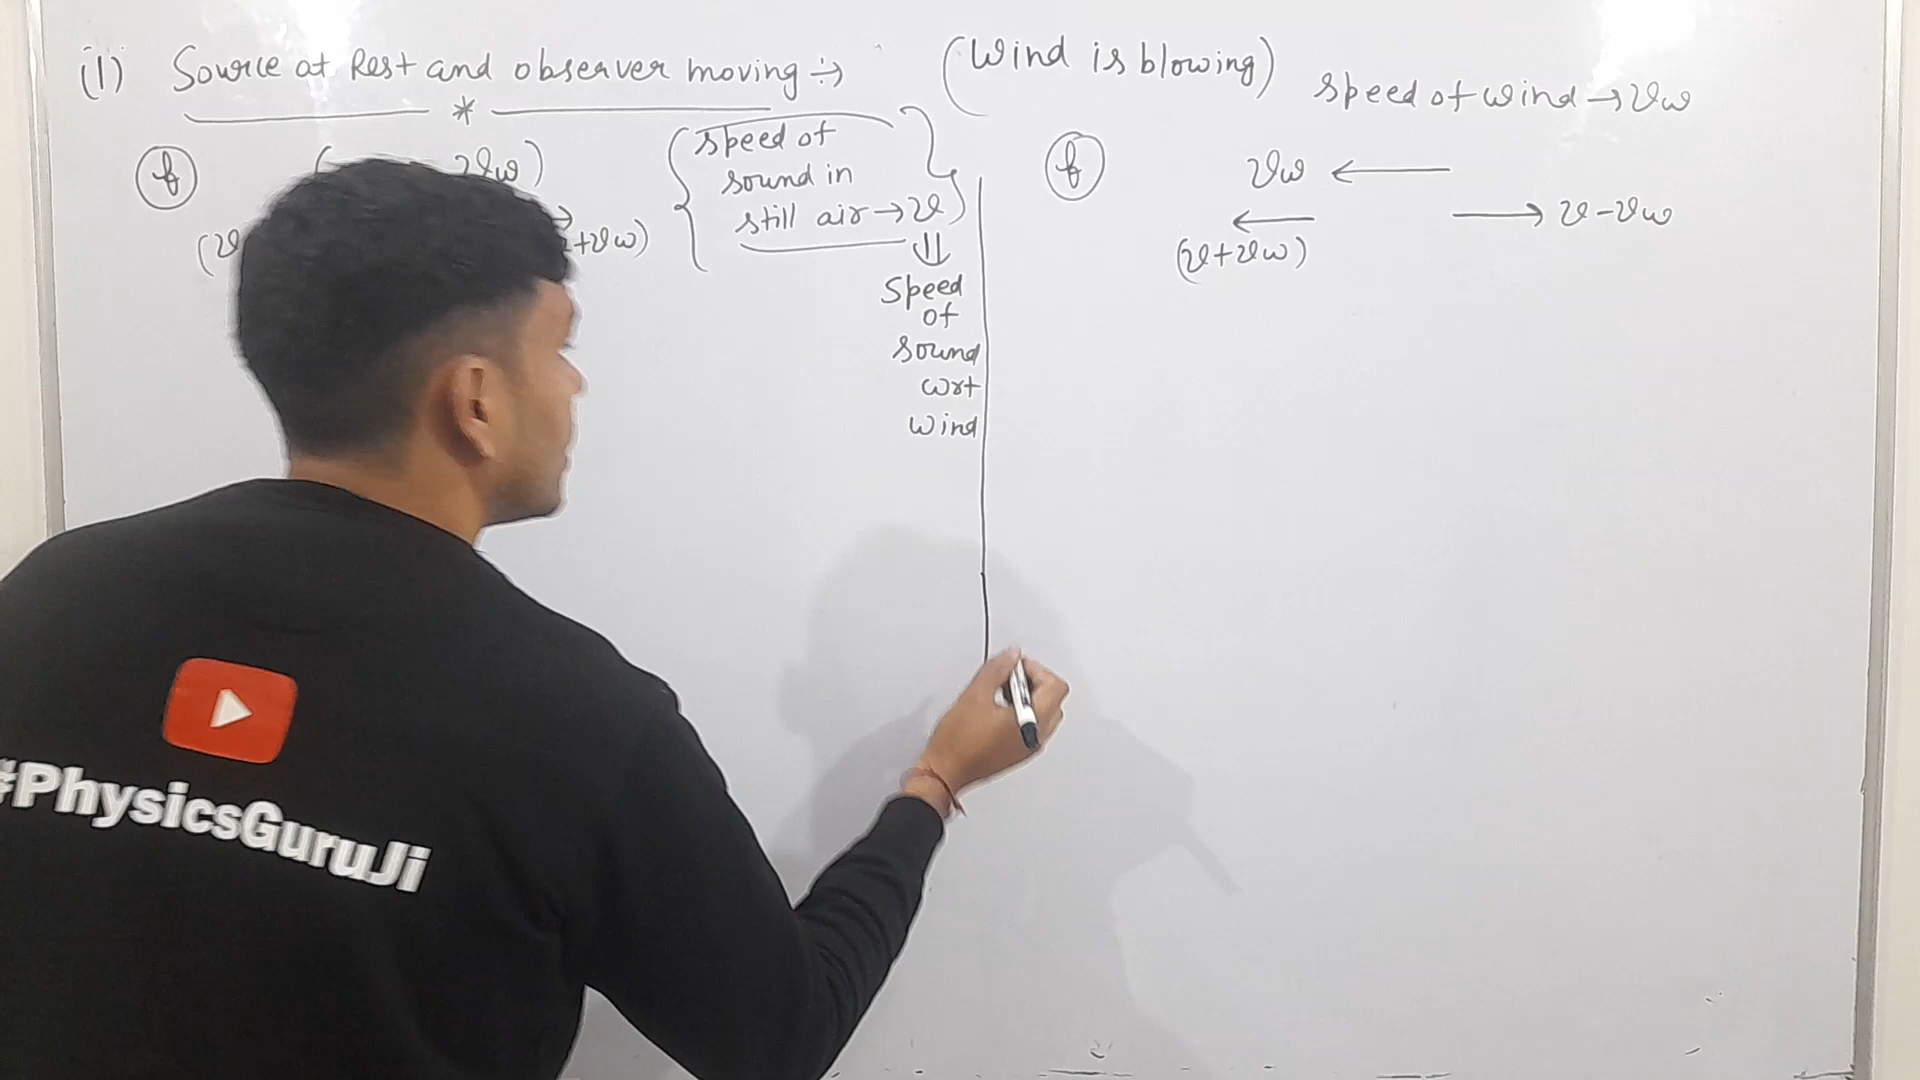 (1) Source at Rest and observer moving :→ (Wind is blowing)
speed of wind → vw
f
vw)
(v
+vw)
{speed of
sound in
still air → v}
⇓
Speed
of
sound
wrt
wind
f
vw ←
← → v-vw
(v+vw)
#PhysicsGuruJi